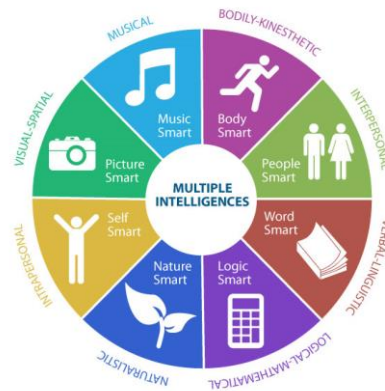 MULTIPLE
INTELLIGENCES
MUSICAL
Music
Smart
BODILY-KINESTHETIC
Body
Smart
INTERPERSONAL
People
Smart
VERBAL-LINGUISTIC
Word
Smart
LOGICAL-MATHEMATICAL
Logic
Smart
NATURALISTIC
Nature
Smart
INTRAPERSONAL
Self
Smart
VISUAL-SPATIAL
Picture
Smart